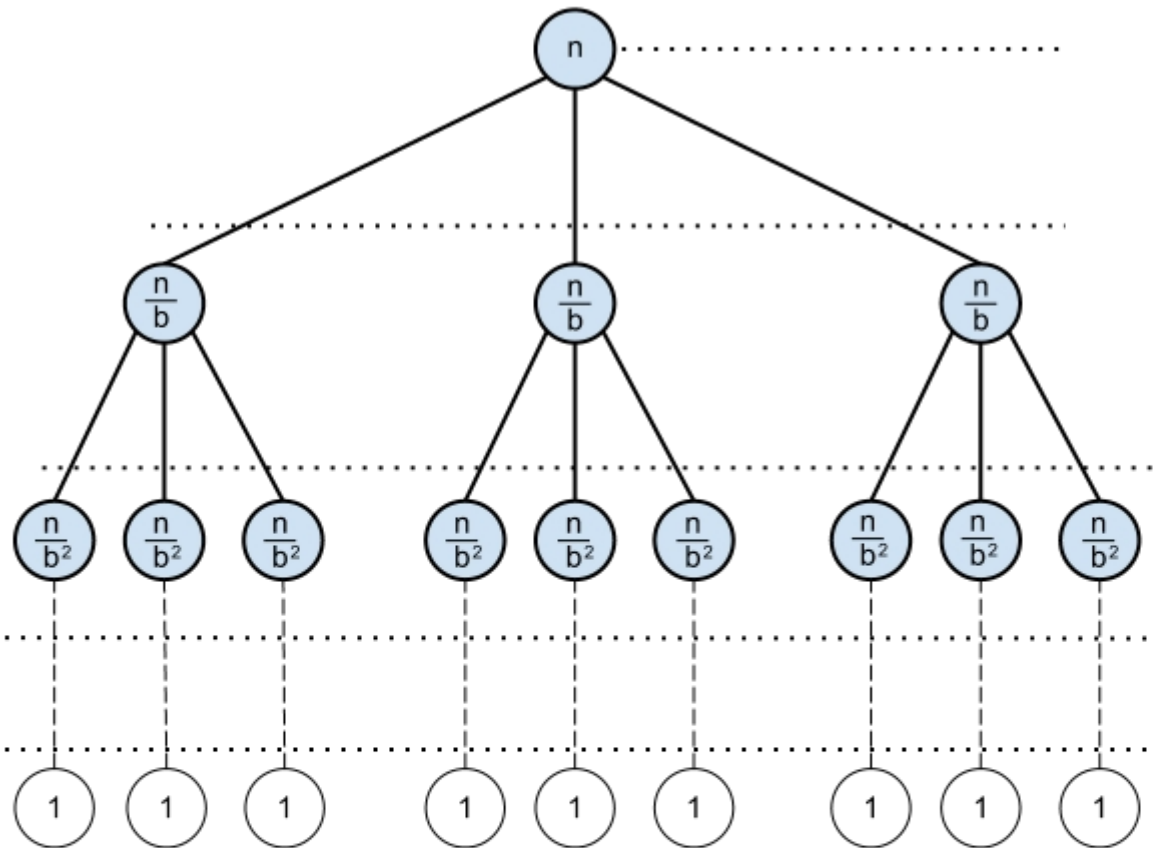 n
n/b n/b n/b
n/b² n/b² n/b² n/b² n/b² n/b² n/b² n/b² n/b²
1 1 1 1 1 1 1 1 1